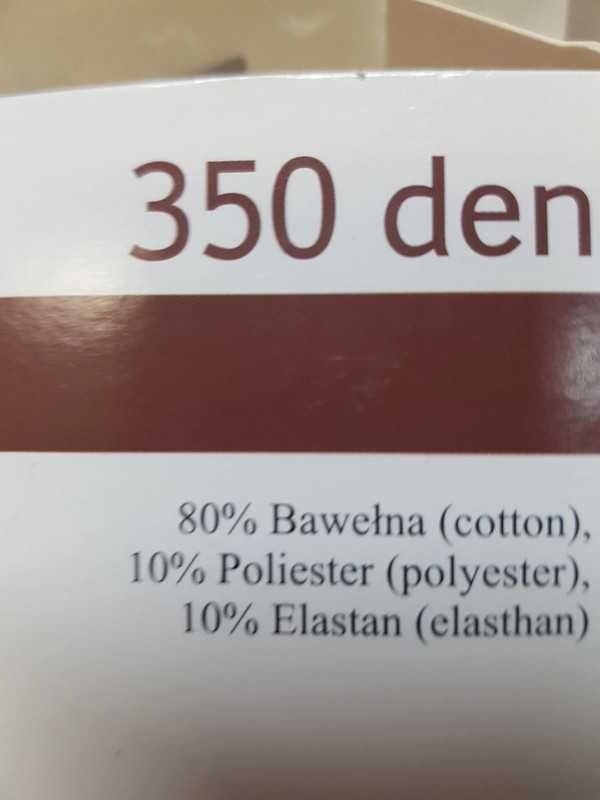 350 den
80% Bawełna (cotton),
10% Poliester (polyester),
10% Elastan (elasthan)